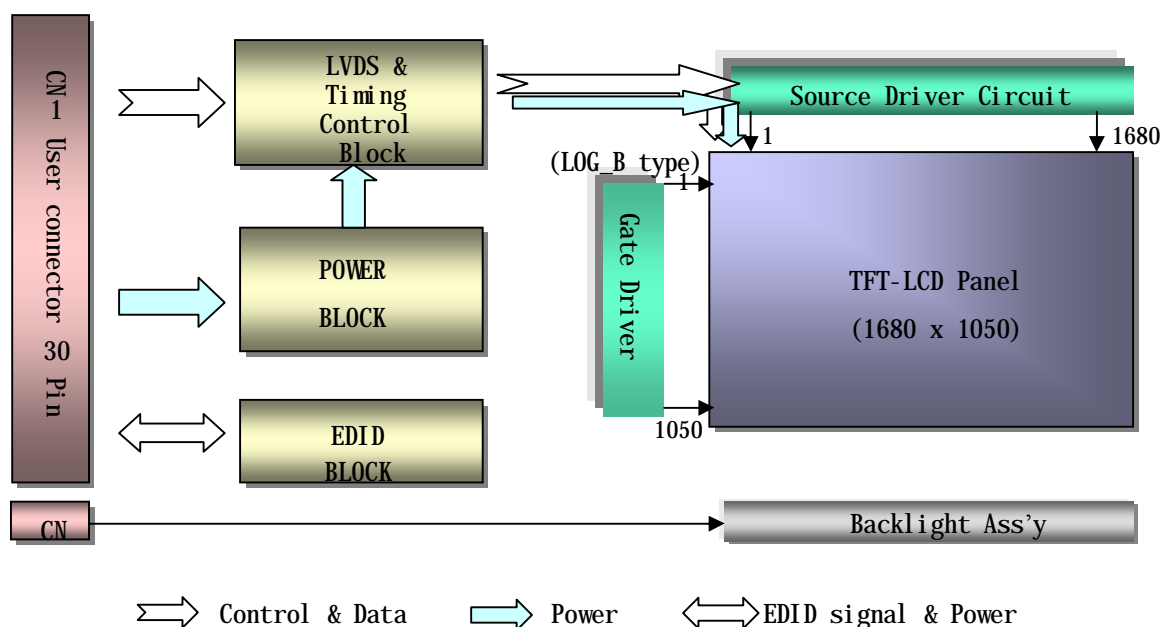 CN1 User connector 30 Pin
LVDS &
Timing
Control
Block
Source Driver Circuit
1
1680
(LOG_B type)
1
Gate Driver
1050
POWER
BLOCK
TFT-LCD Panel
(1680 x 1050)
EDID
BLOCK
CN
Backlight Ass'y
Control & Data
Power
EDID signal & Power